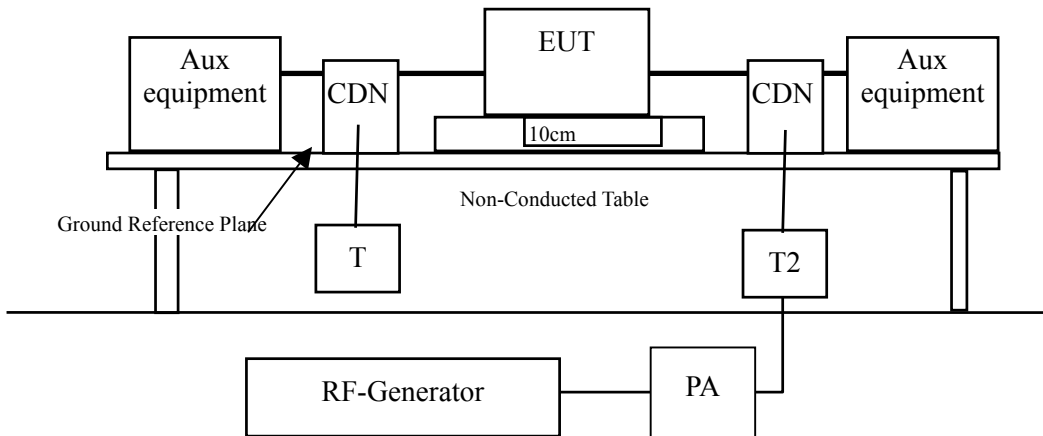 EUT
Aux
equipment
CDN
CDN
Aux
equipment
10cm
Non-Conducted Table
Ground Reference Plane
T
T2
RF-Generator
PA